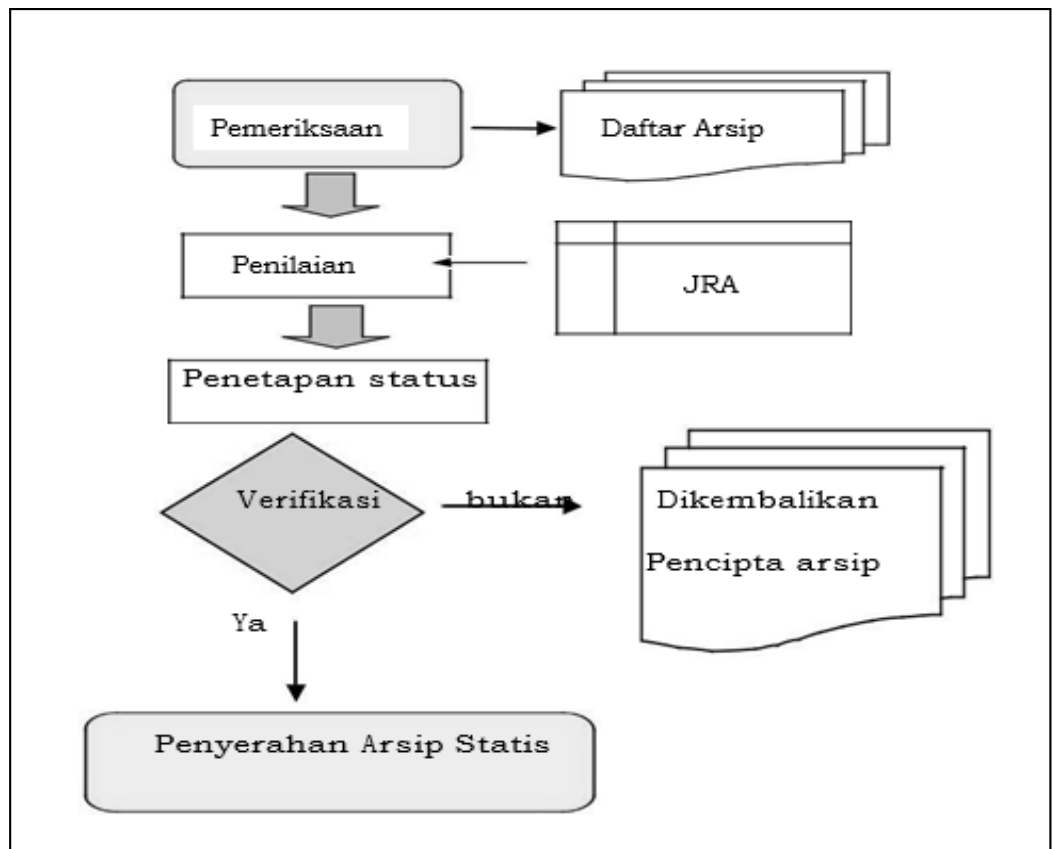 Pemeriksaan
Daftar Arsip
Penilaian
JRA
Penetapan status
Verifikasi
bukan
Dikembalikan
Pencipta arsip
Ya
Penyerahan Arsip Statis